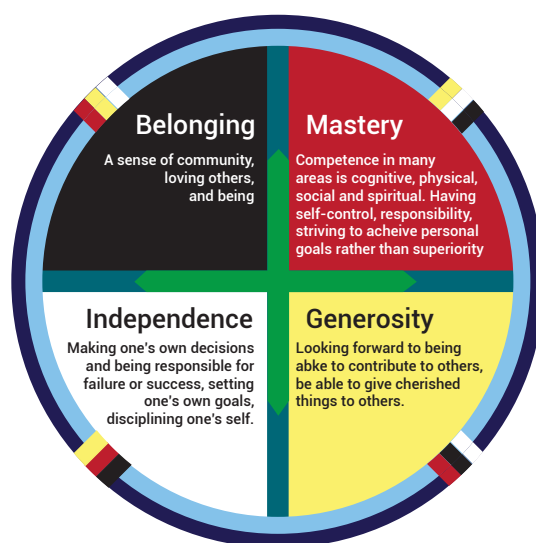 Belonging
A sense of community,
loving others,
and being
Mastery
Competence in many
areas is cognitive, physical,
social and spiritual. Having
self-control, responsibility,
striving to acheive personal
goals rather than superiority
Independence
Making one's own decisions
and being responsible for
failure or success, setting
one's own goals,
disciplining one's self.
Generosity
Looking forward to being
abke to contribute to others,
be able to give cherished
things to others.